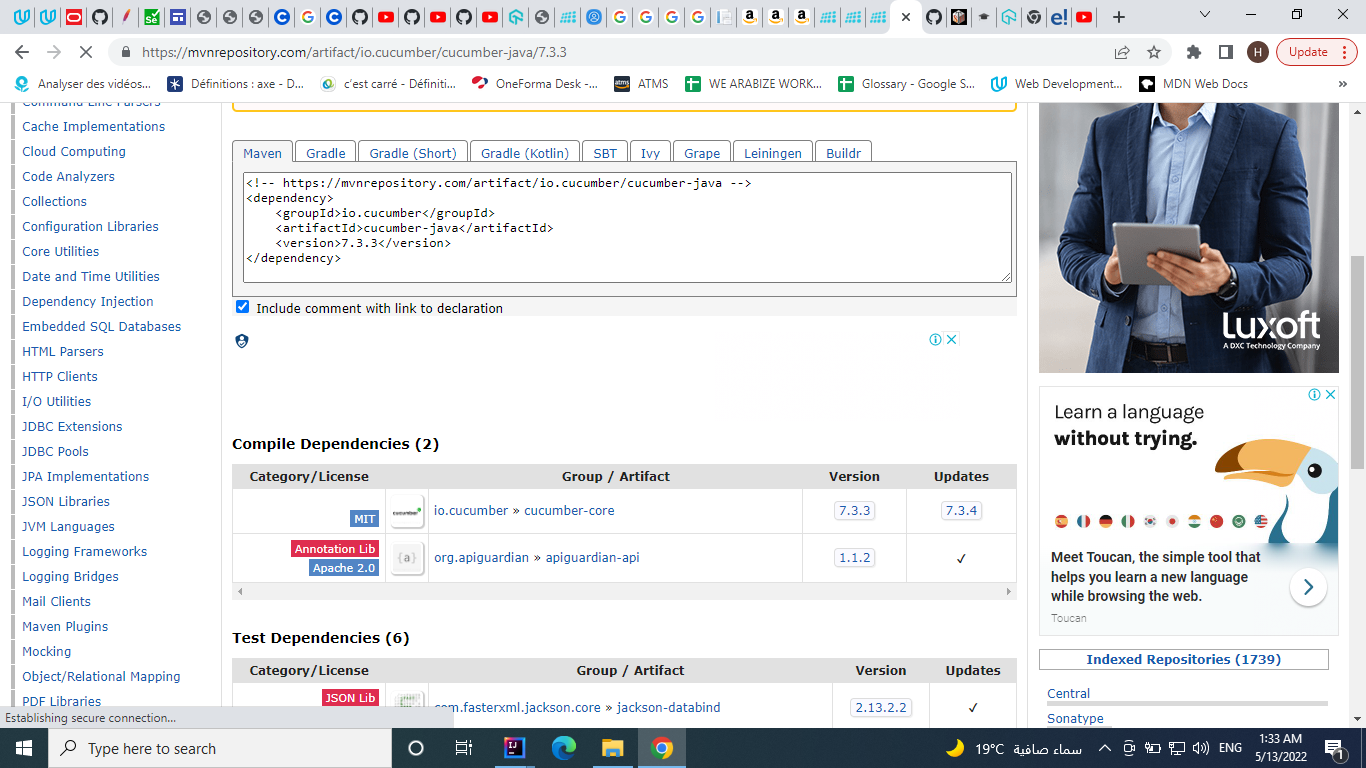 https://mvnrepository.com/artifact/io.cucumber/cucumber-java/7.3.3
H
Update
Analyser des vidéos...
Définitions : axe - D...
c'est carré - Définiti...
OneForma Desk -...
atms
ATMS
WE ARABIZE WORK...
Glossary - Google S...
Web Development...
MDN Web Docs
»
Command Line Parsers
Cache Implementations
Cloud Computing
Code Analyzers
Collections
Configuration Libraries
Core Utilities
Date and Time Utilities
Dependency Injection
Embedded SQL Databases
HTML Parsers
HTTP Clients
I/O Utilities
JDBC Extensions
JDBC Pools
JPA Implementations
JSON Libraries
JVM Languages
Logging Frameworks
Logging Bridges
Mail Clients
Maven Plugins
Mocking
Object/Relational Mapping
PDF Libraries
Establishing secure connection...
Maven
Gradle
Gradle (Short)
Gradle (Kotlin)
SBT
Ivy
Grape
Leiningen
Buildr
<!-- https://mvnrepository.com/artifact/io.cucumber/cucumber-java -->
<dependency>
    <groupId>io.cucumber</groupId>
    <artifactId>cucumber-java</artifactId>
    <version>7.3.3</version>
</dependency>
Include comment with link to declaration
Compile Dependencies (2)
Category/License
Group / Artifact
Version
Updates
MIT
cucumber
io.cucumber » cucumber-core
7.3.3
7.3.4
Annotation Lib
Apache 2.0
{a}
org.apiguardian » apiguardian-api
1.1.2
✓
Test Dependencies (6)
Category/License
Group / Artifact
Version
Updates
JSON Lib
com.fasterxml.jackson.core » jackson-databind
2.13.2.2
✓
luxoft
A DXC Technology Company
Learn a language
without trying.
Meet Toucan, the simple tool that
helps you learn a new language
while browsing the web.
Toucan
Indexed Repositories (1739)
Central
Sonatype
Type here to search
19°C سماء صافية
ENG
1:33 AM
5/13/2022
1